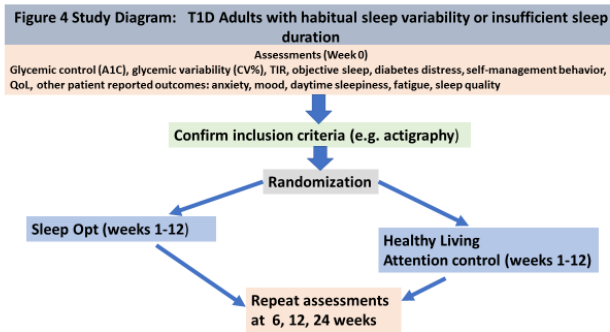 Figure 4 Study Diagram: T1D Adults with habitual sleep variability or insufficient sleep
duration
Assessments (Week 0)
Glycemic control (A1C), glycemic variability (CV%), TIR, objective sleep, diabetes distress, self-management behavior,
QoL, other patient reported outcomes: anxiety, mood, daytime sleepiness, fatigue, sleep quality
Confirm inclusion criteria (e.g. actigraphy)
Randomization
Sleep Opt (weeks 1-12)
Healthy Living
Attention control (weeks 1-12)
Repeat assessments
at 6, 12, 24 weeks